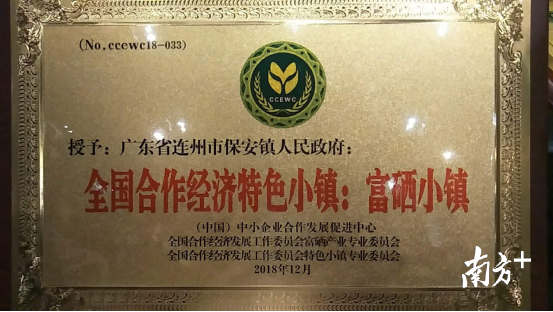 (No.ccewc18-033)
CCEWC
授予：广东省连州市保安镇人民政府：
全国合作经济特色小镇：富硒小镇
（中国）中小企业合作发展促进中心
全国合作经济发展工作委员会富硒产业专业委员会
全国合作经济发展工作委员会特色小镇专业委员会
2018年12月
南方+